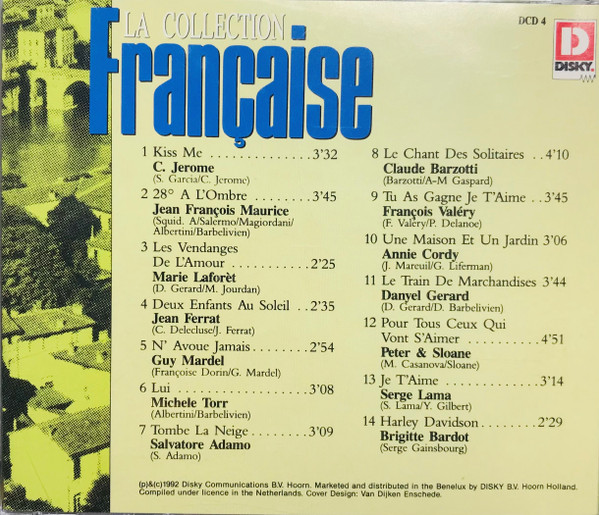 LA COLLECTION
Française
DCD 4
D
DISKY.
1 Kiss Me . . . . . . . . . . . . 3'32
C. Jerome
(S. Garcia/C. Jerome)
2 28° A L'Ombre . . . . . . . . 3'45
Jean François Maurice
(Squid. A/Salermo/Magiordani/
Albertini/Barbelivien)
3 Les Vendanges
De L'Amour . . . . . . . . . . . 2'25
Marie Laforèt
(D. Gerard/M. Jourdan)
4 Deux Enfants Au Soleil . . 2'35
Jean Ferrat
(C. Delecluse/J. Ferrat)
5 N' Avoue Jamais . . . . . . . . 2'54
Guy Mardel
(Françoise Dorin/G. Mardel)
6 Lui . . . . . . . . . . . . . . . . . 3'08
Michele Torr
(Albertini/Barbelivien)
7 Tombe La Neige . . . . . . . . 3'09
Salvatore Adamo
(S. Adamo)
8 Le Chant Des Solitaires . . 4'10
Claude Barzotti
(Barzotti/A-M Gaspard)
9 Tu As Gagne Je T'Aime . . 3'45
François Valéry
(F. Valéry/P. Delanoe)
10 Une Maison Et Un Jardin 3'06
Annie Cordy
(J. Mareuil/G. Liferman)
11 Le Train De Marchandises 3'44
Danyel Gerard
(D. Gerard/D. Barbelivien)
12 Pour Tous Ceux Qui
Vont S'Aimer . . . . . . . . . . 4'51
Peter & Sloane
(M. Casanova/Sloane)
13 Je T'Aime . . . . . . . . . . . . 3'14
Serge Lama
(S. Lama/Y. Gilbert)
14 Harley Davidson . . . . . . . . 2'29
Brigitte Bardot
(Serge Gainsbourg)
(p)&(c)1992 Disky Communications B.V. Hoorn. Marketed and distributed in the Benelux by DISKY B.V. Hoorn Holland.
Compiled under licence in the Netherlands. Cover Design: Van Dijken Enschede.